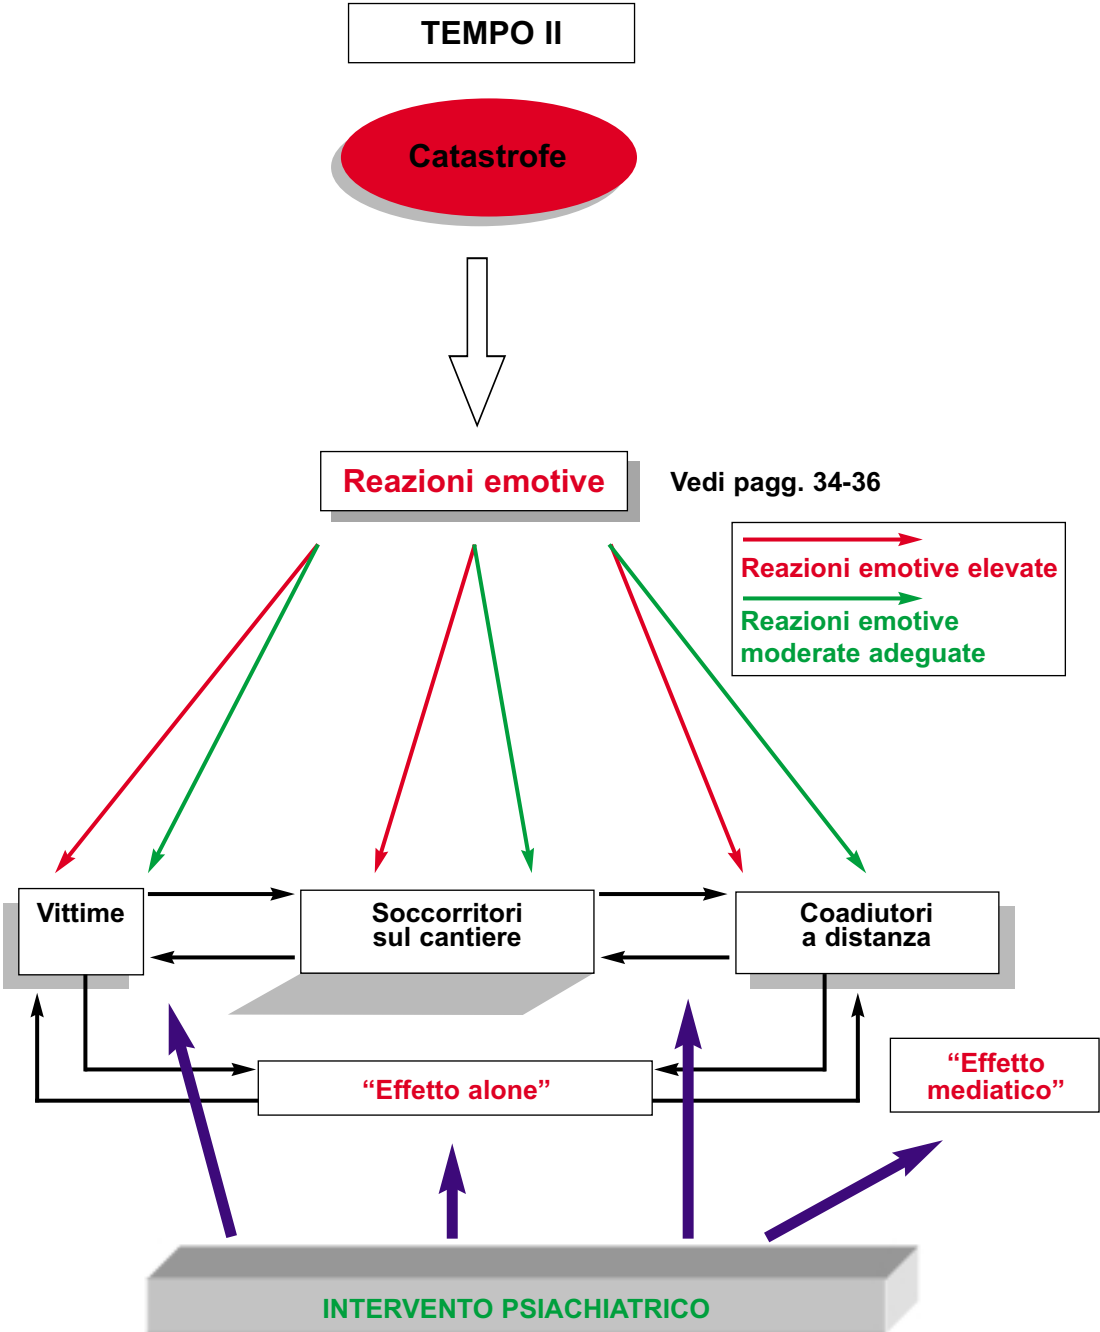 TEMPO II
Catastrofe
Reazioni emotive
Vedi pagg. 34-36
Reazioni emotive elevate
Reazioni emotive
moderate adeguate
Vittime
Soccorritori
sul cantiere
Coadiutori
a distanza
“Effetto alone”
“Effetto
mediatico”
INTERVENTO PSIACHIATRICO